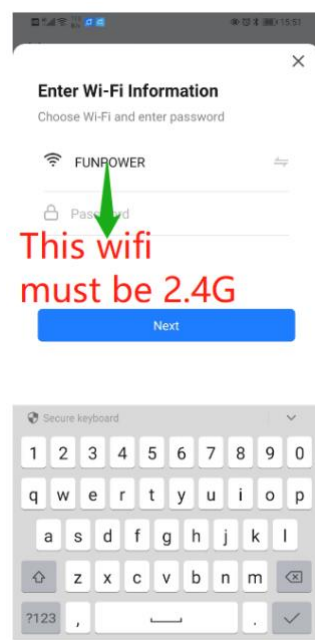 15:51
Enter Wi-Fi Information
Choose Wi-Fi and enter password
FUNPOWER
Password
This wifi
must be 2.4G
Next
Secure keyboard
1 2 3 4 5 6 7 8 9 0
q w e r t y u i o p
a s d f g h j k l
z x c v b n m
?123 , .